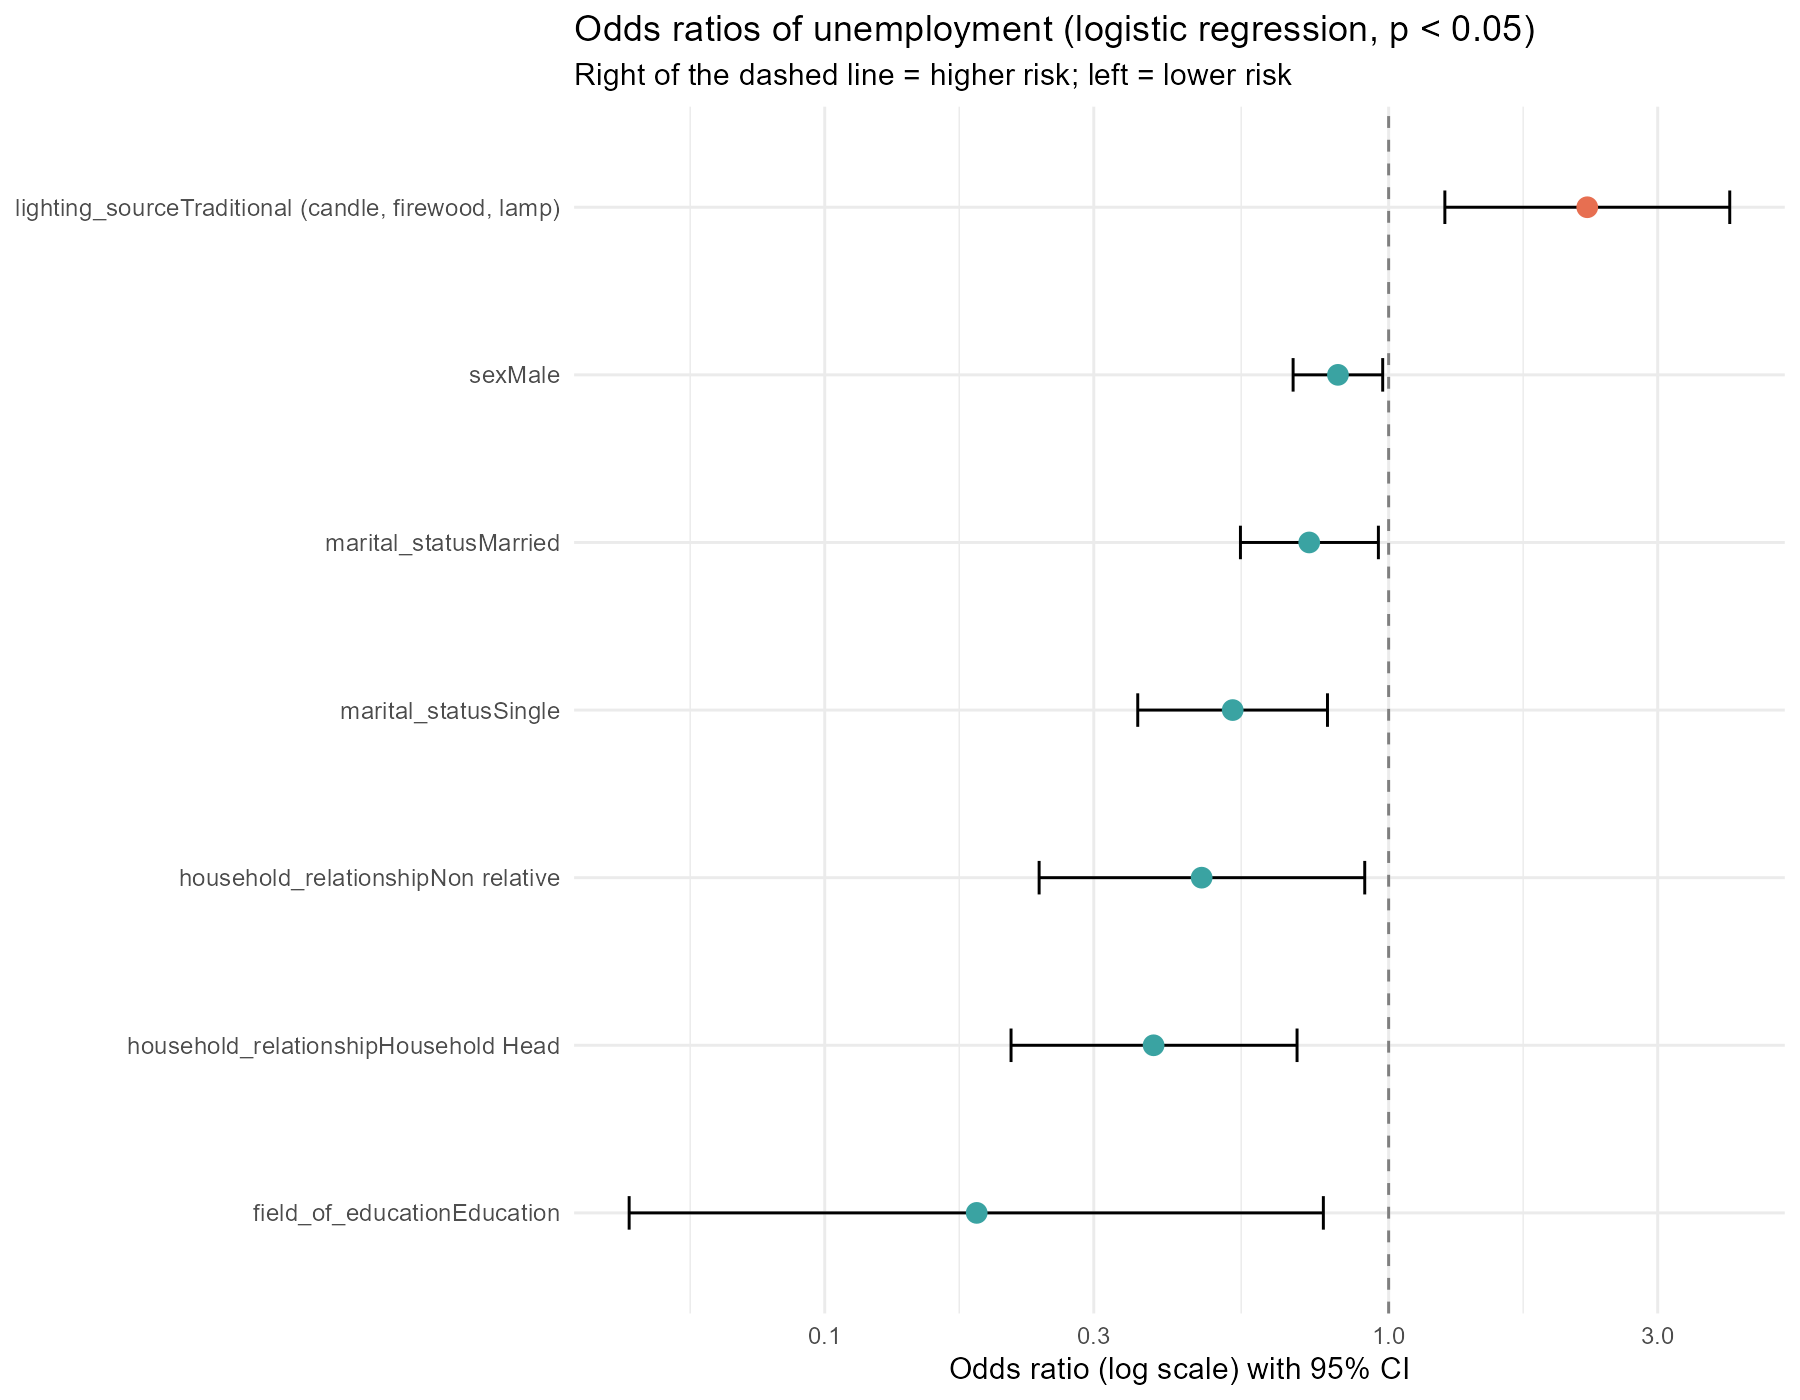 Odds ratios of unemployment (logistic regression, p < 0.05)
Right of the dashed line = higher risk; left = lower risk
lighting_sourceTraditional (candle, firewood, lamp)
sexMale
marital_statusMarried
marital_statusSingle
household_relationshipNon relative
household_relationshipHousehold Head
field_of_educationEducation
0.1 0.3 1.0 3.0
Odds ratio (log scale) with 95% CI